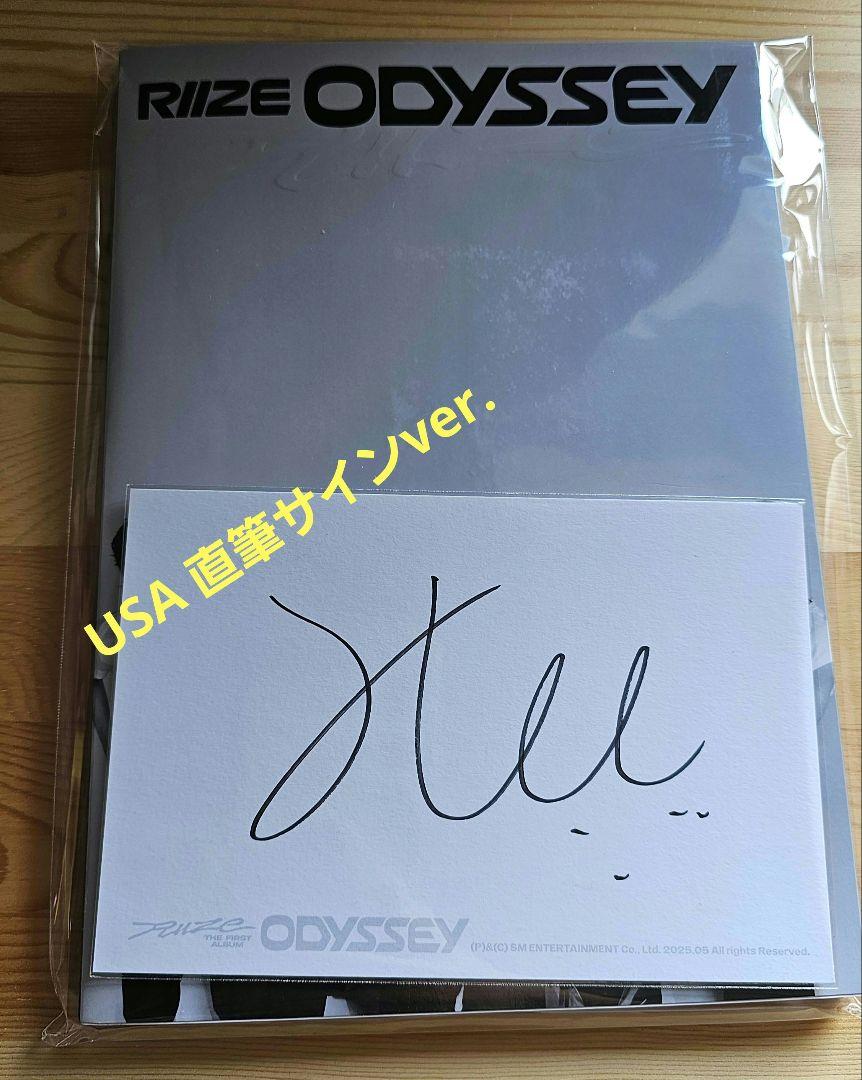 RIIZE ODYSSEY
USA 直筆サインver.
RIIZE
THE FIRST
ALBUM
ODYSSEY
(P)&(C) SM ENTERTAINMENT Co., Ltd. 2025.05 All rights Reserved.